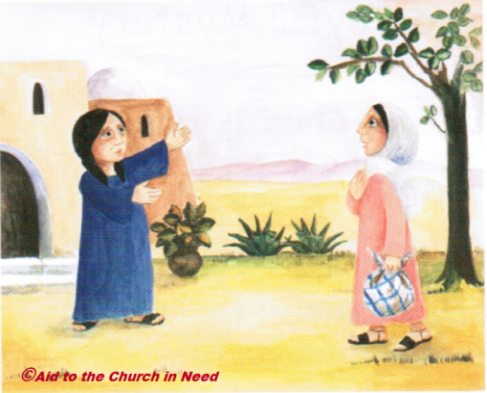 ©Aid to the Church in Need